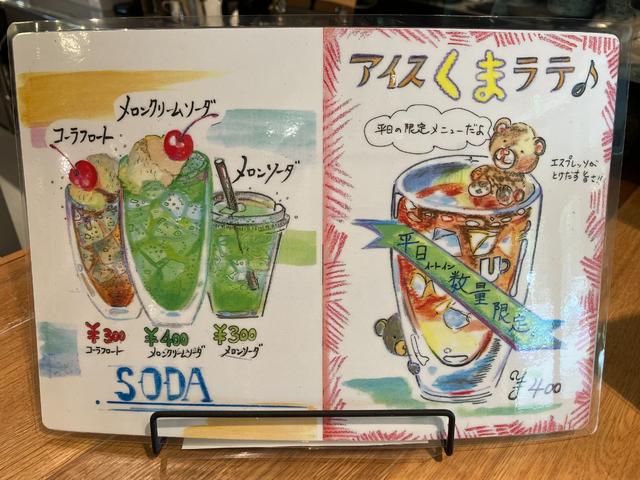 メロンクリームソーダ
コーラフロート
メロンソーダ
¥300
コーラフロート
¥400
メロンクリームソーダ
¥300
メロンソーダ
SODA
アイスくまラテ♪
平日の限定メニューだよ
エスプレッソの
とりだす旨さ!!
平日
イートイン
数量限定
¥400